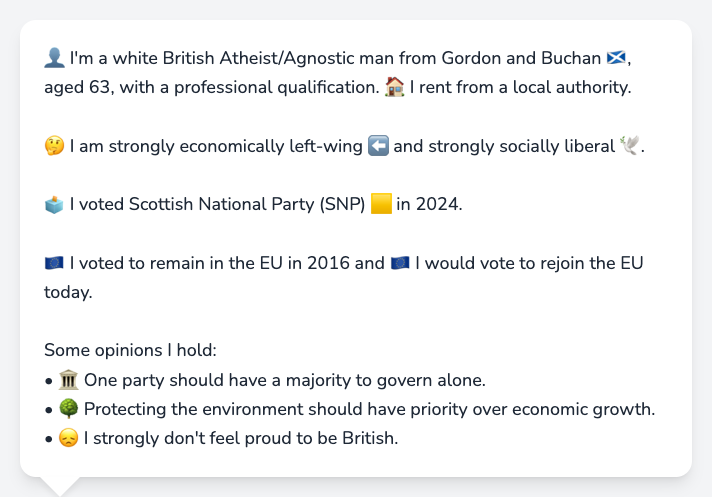 👤 I'm a white British Atheist/Agnostic man from Gordon and Buchan 🏴󠁧󠁢󠁳󠁣󠁴󠁿,
aged 63, with a professional qualification. 🏠 I rent from a local authority.
🤔 I am strongly economically left-wing ⬅️ and strongly socially liberal 🕊️.
🗳️ I voted Scottish National Party (SNP) 🟨 in 2024.
🇪🇺 I voted to remain in the EU in 2016 and 🇪🇺 I would vote to rejoin the EU
today.
Some opinions I hold:
• 🏛️ One party should have a majority to govern alone.
• 🌳 Protecting the environment should have priority over economic growth.
• 😞 I strongly don't feel proud to be British.